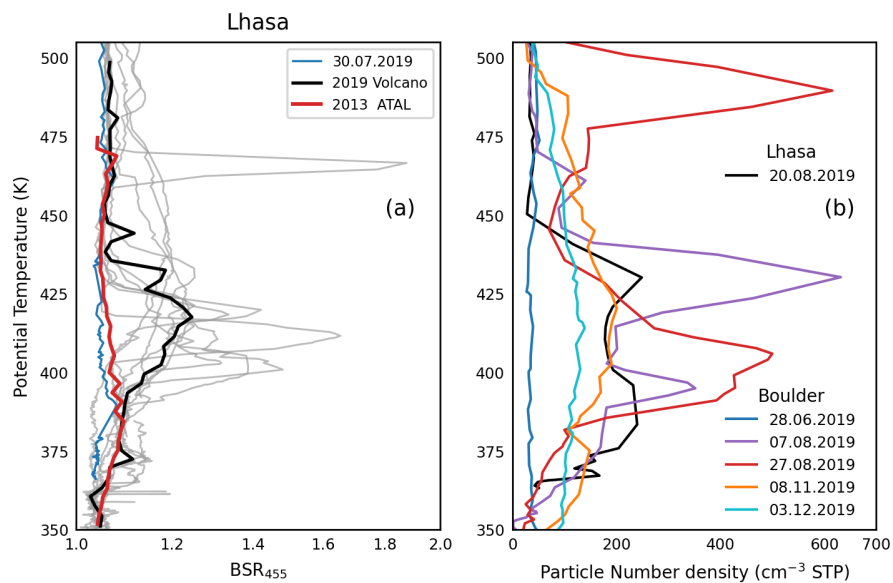 Lhasa
30.07.2019
2019 Volcano
2013 ATAL
(a)
500
475
450
425
400
375
350
Potential Temperature (K)
1.0 1.2 1.4 1.6 1.8 2.0
BSR₄₅₅
Lhasa
20.08.2019
(b)
Boulder
28.06.2019
07.08.2019
27.08.2019
08.11.2019
03.12.2019
500
475
450
425
400
375
350
0 200 400 600 700
Particle Number density (cm⁻³ STP)